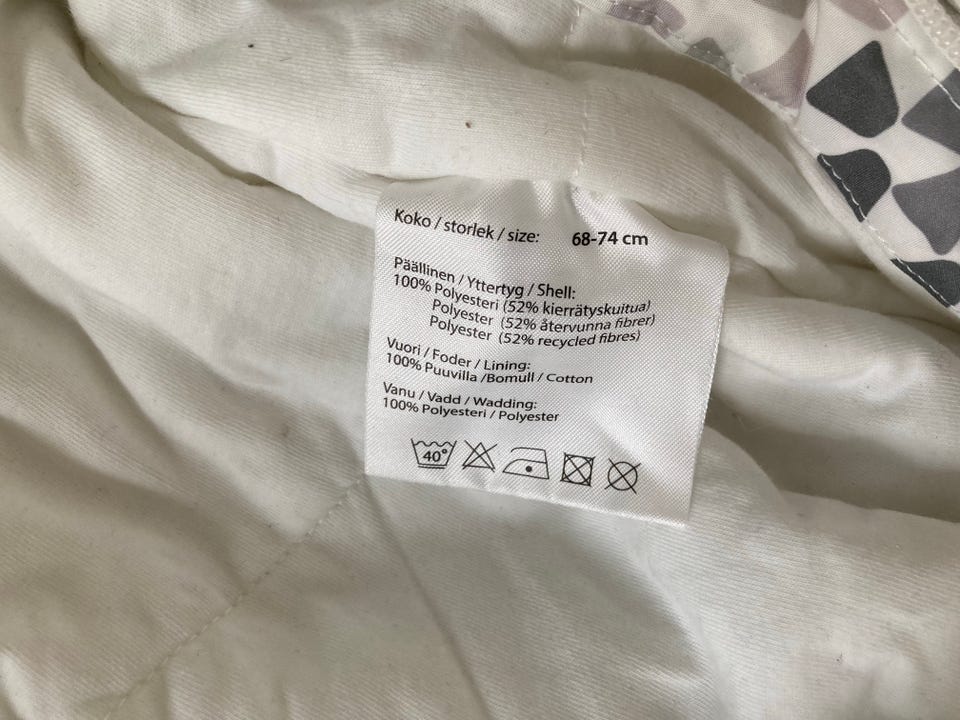 Koko / storlek / size: 68-74 cm
Päällinen / Yttertyg / Shell:
100% Polyesteri (52% kierrätyskuitua)
Polyester (52% återvunna fibrer)
Polyester (52% recycled fibres)
Vuori / Foder / Lining:
100% Puuvilla /Bomull / Cotton
Vanu / Vadd / Wadding:
100% Polyesteri / Polyester
40°